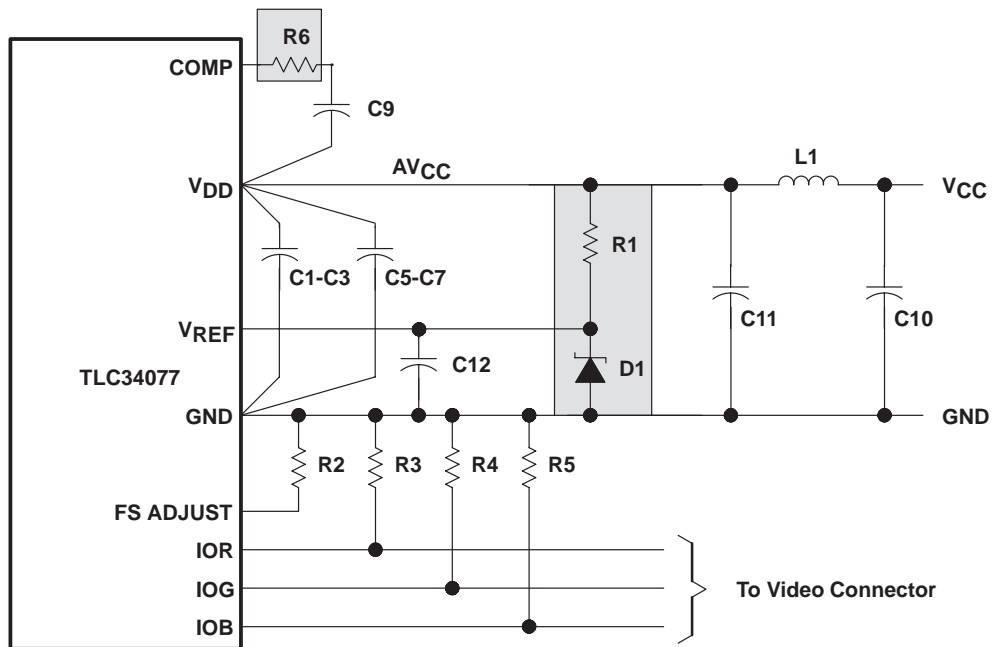 R6
COMP
C9
L1
AVCC
VDD
VCC
R1
C1-C3
C5-C7
C11
C10
VREF
C12
D1
TLC34077
GND
GND
R2
R3
R4
R5
FS ADJUST
IOR
IOG
To Video Connector
IOB